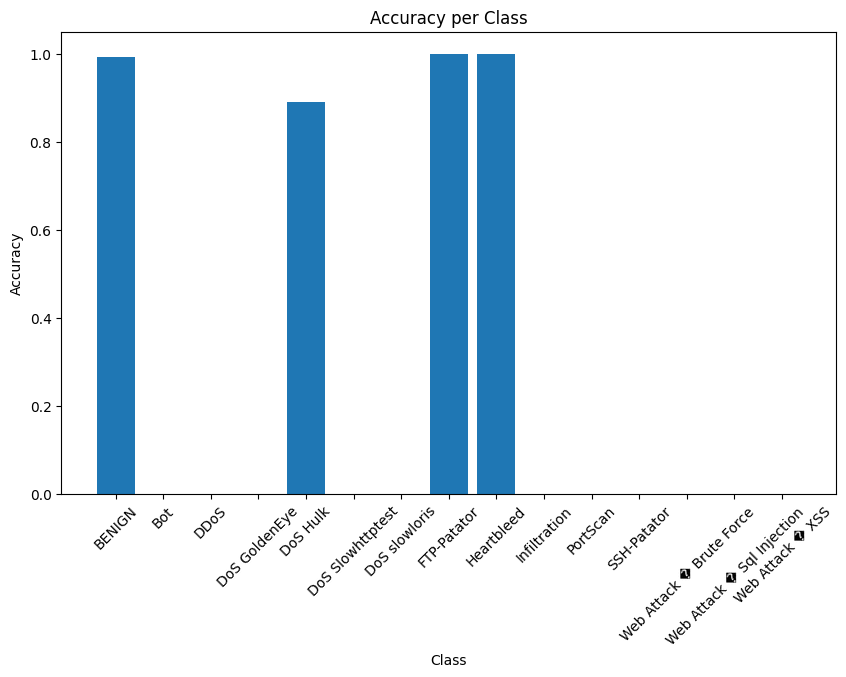 Accuracy per Class
Accuracy
1.0
0.8
0.6
0.4
0.2
0.0
BENIGN
Bot
DDoS
DoS GoldenEye
DoS Hulk
DoS Slowhttptest
DoS slowloris
FTP-Patator
Heartbleed
Infiltration
PortScan
SSH-Patator
Web Attack � Brute Force
Web Attack � Sql Injection
Web Attack � XSS
Class